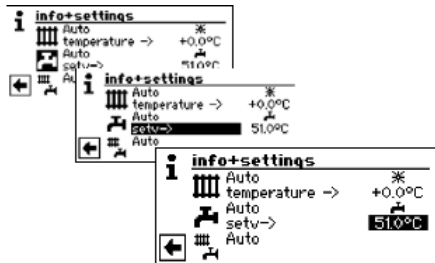 info+settings
Auto
temperature -> +0.0°C
Auto
setv-> 51.0°C
Au
info+settings
Auto
temperature -> +0.0°C
Auto
setv-> 51.0°C
Auto
info+settings
Auto
temperature -> +0.0°C
Auto
setv-> 51.0°C
Auto